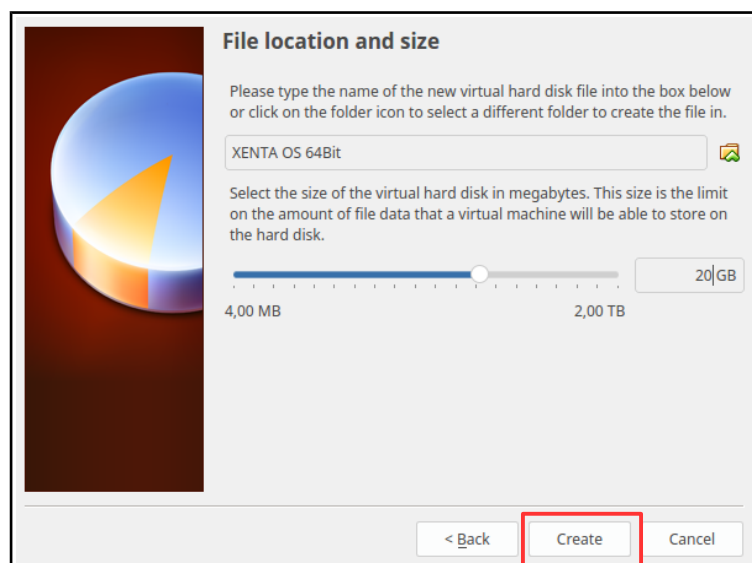 File location and size
Please type the name of the new virtual hard disk file into the box below
or click on the folder icon to select a different folder to create the file in.
XENTA OS 64Bit
Select the size of the virtual hard disk in megabytes. This size is the limit
on the amount of file data that a virtual machine will be able to store on
the hard disk.
20 GB
4,00 MB 2,00 TB
< Back Create Cancel